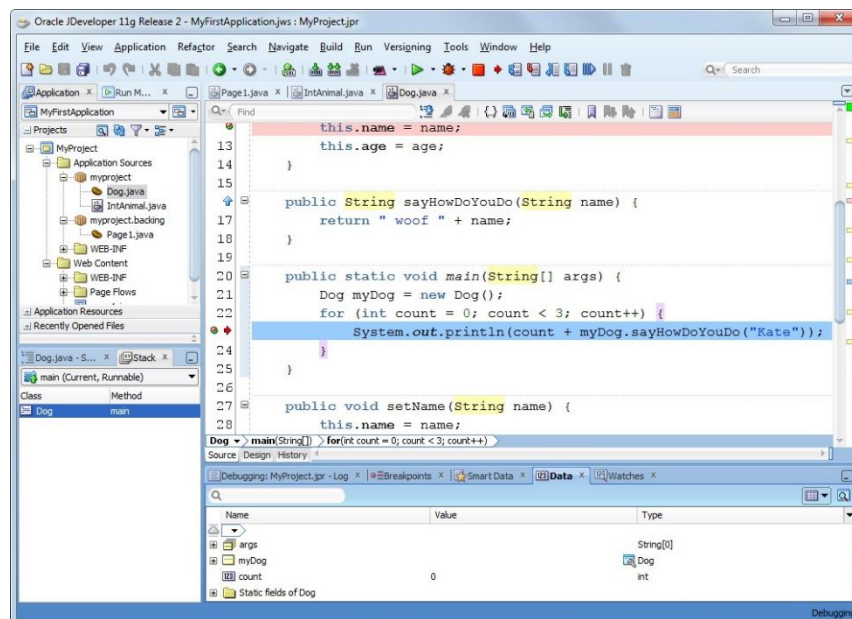 Oracle JDeveloper 11g Release 2 - MyFirstApplication.jws : MyProject.jpr
File Edit View Application Refactor Search Navigate Build Run Versioning Tools Window Help
Search
Application x Run M... x
MyFirstApplication
Projects
MyProject
Application Sources
myproject
Dog.java
IntAnimal.java
myproject.backing
Page1.java
WEB-INF
Web Content
WEB-INF
Page Flows
Application Resources
Recently Opened Files
Dog.java - S... x Stack x
main (Current, Runnable)
Class Method
Dog main
Page1.java x IntAnimal.java x Dog.java x
Find
this.name = name;
13 this.age = age;
14 }
15
public String sayHowDoYouDo(String name) {
17 return " woof " + name;
18 }
19
20 public static void main(String[] args) {
21 Dog myDog = new Dog();
22 for (int count = 0; count < 3; count++) {
System.out.println(count + myDog.sayHowDoYouDo("Kate"));
24 }
25 }
26
27 public void setName(String name) {
28 this.name = name;
Dog main(String[]) for(int count = 0; count < 3; count++)
Source Design History
Debugging: MyProject.jpr - Log x Breakpoints x Smart Data x Data x Watches x
Name Value Type
args String[0]
myDog Dog
count 0 int
Static fields of Dog
Debugging